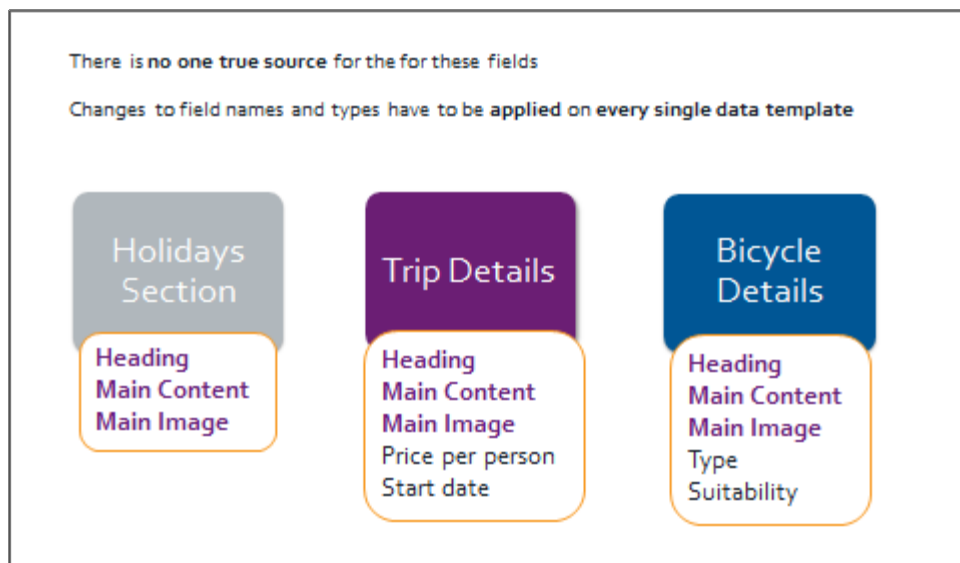 There is no one true source for the for these fields
Changes to field names and types have to be applied on every single data template
Holidays
Section
Heading
Main Content
Main Image
Trip Details
Heading
Main Content
Main Image
Price per person
Start date
Bicycle
Details
Heading
Main Content
Main Image
Type
Suitability